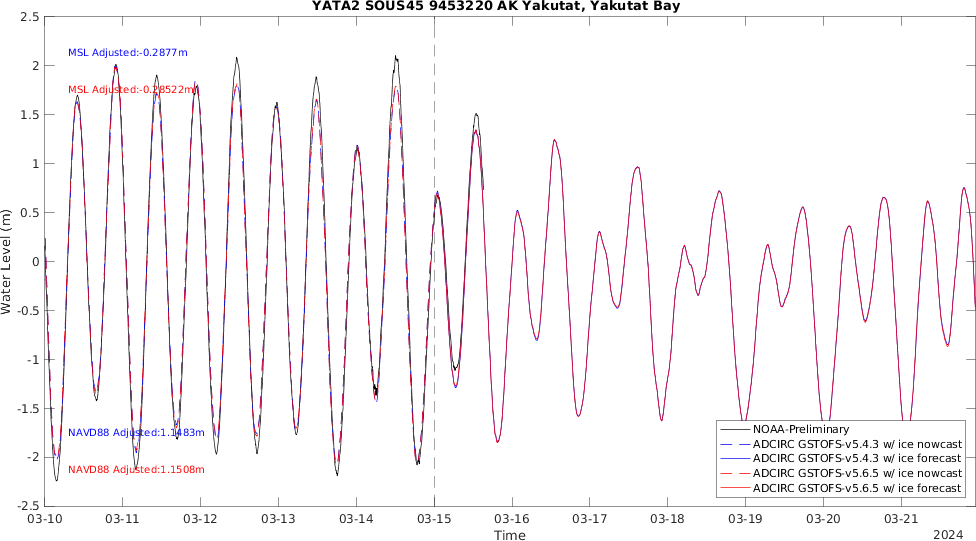 YATA2 SOUS45 9453220 AK Yakutat, Yakutat Bay
2.5
2
1.5
1
0.5
0
-0.5
-1
-1.5
-2
-2.5
Water Level (m)
MSL Adjusted:-0.2877m
MSL Adjusted:-0.28522m
NAVD88 Adjusted:1.1483m
NAVD88 Adjusted:1.1508m
NOAA-Preliminary
ADCIRC GSTOFS-v5.4.3 w/ ice nowcast
ADCIRC GSTOFS-v5.4.3 w/ ice forecast
ADCIRC GSTOFS-v5.6.5 w/ ice nowcast
ADCIRC GSTOFS-v5.6.5 w/ ice forecast
03-10 03-11 03-12 03-13 03-14 03-15 03-16 03-17 03-18 03-19 03-20 03-21
Time
2024